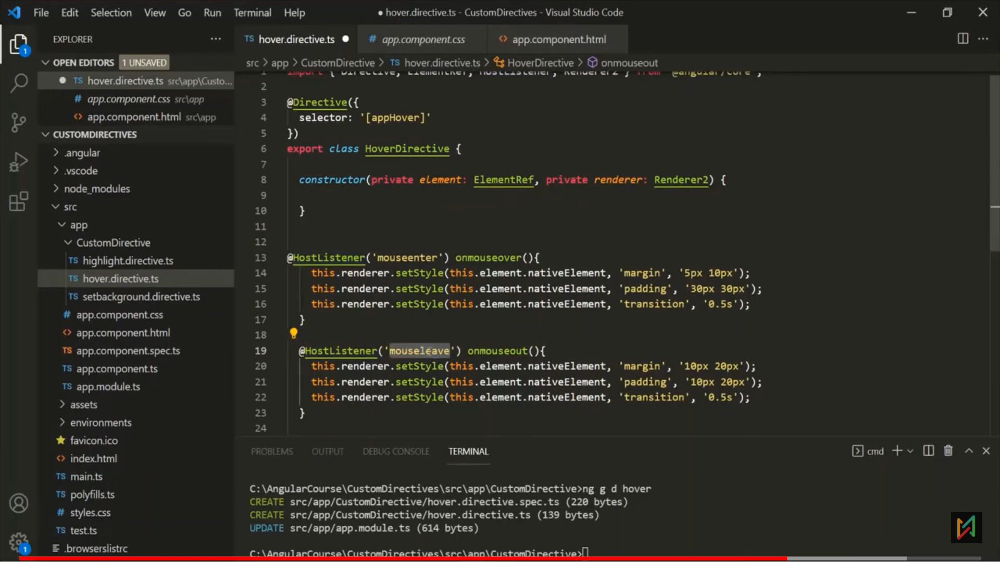 File Edit Selection View Go Run Terminal Help
● hover.directive.ts - CustomDirectives - Visual Studio Code
EXPLORER
OPEN EDITORS 1 UNSAVED
TS hover.directive.ts src\app\Custo...
# app.component.css src\app
<> app.component.html src\app
CUSTOMDIRECTIVES
.angular
.vscode
node_modules
src
app
CustomDirective
TS highlight.directive.ts
TS hover.directive.ts
TS setbackground.directive.ts
# app.component.css
<> app.component.html
TS app.component.spec.ts
TS app.component.ts
TS app.module.ts
assets
environments
favicon.ico
<> index.html
TS main.ts
TS polyfills.ts
# styles.css
TS test.ts
.browserslistrc
1
1
TS hover.directive.ts ●
# app.component.css
<> app.component.html
src > app > CustomDirective > TS hover.directive.ts > HoverDirective > onmouseout
1 import { Directive, ElementRef, HostListener, Renderer2 } from '@angular/core';
2
3 @Directive({
4 selector: '[appHover]'
5 })
6 export class HoverDirective {
7
8 constructor(private element: ElementRef, private renderer: Renderer2) {
9
10 }
11
12
13 @HostListener('mouseenter') onmouseover(){
14 this.renderer.setStyle(this.element.nativeElement, 'margin', '5px 10px');
15 this.renderer.setStyle(this.element.nativeElement, 'padding', '30px 30px');
16 this.renderer.setStyle(this.element.nativeElement, 'transition', '0.5s');
17 }
18
19 @HostListener('mouseleave') onmouseout(){
20 this.renderer.setStyle(this.element.nativeElement, 'margin', '10px 20px');
21 this.renderer.setStyle(this.element.nativeElement, 'padding', '10px 20px');
22 this.renderer.setStyle(this.element.nativeElement, 'transition', '0.5s');
23 }
24
PROBLEMS OUTPUT DEBUG CONSOLE TERMINAL
cmd
C:\AngularCourse\CustomDirectives\src\app\CustomDirective>ng g d hover
CREATE src/app/CustomDirective/hover.directive.spec.ts (220 bytes)
CREATE src/app/CustomDirective/hover.directive.ts (139 bytes)
UPDATE src/app/app.module.ts (614 bytes)
C:\AngularCourse\CustomDirectives\src\app\CustomDirective>